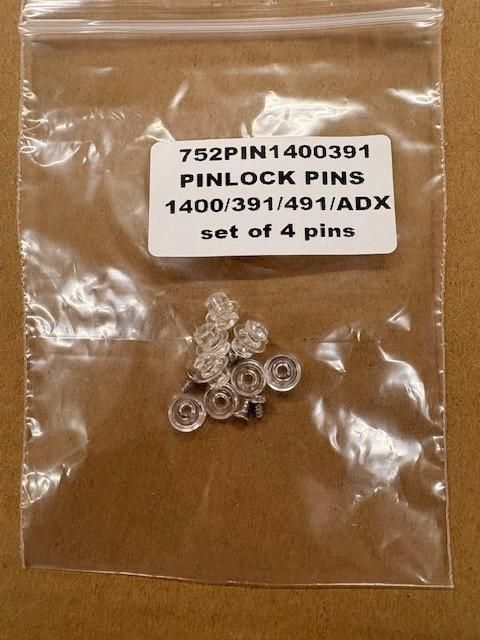 752PIN1400391
PINLOCK PINS
1400/391/491/ADX
set of 4 pins